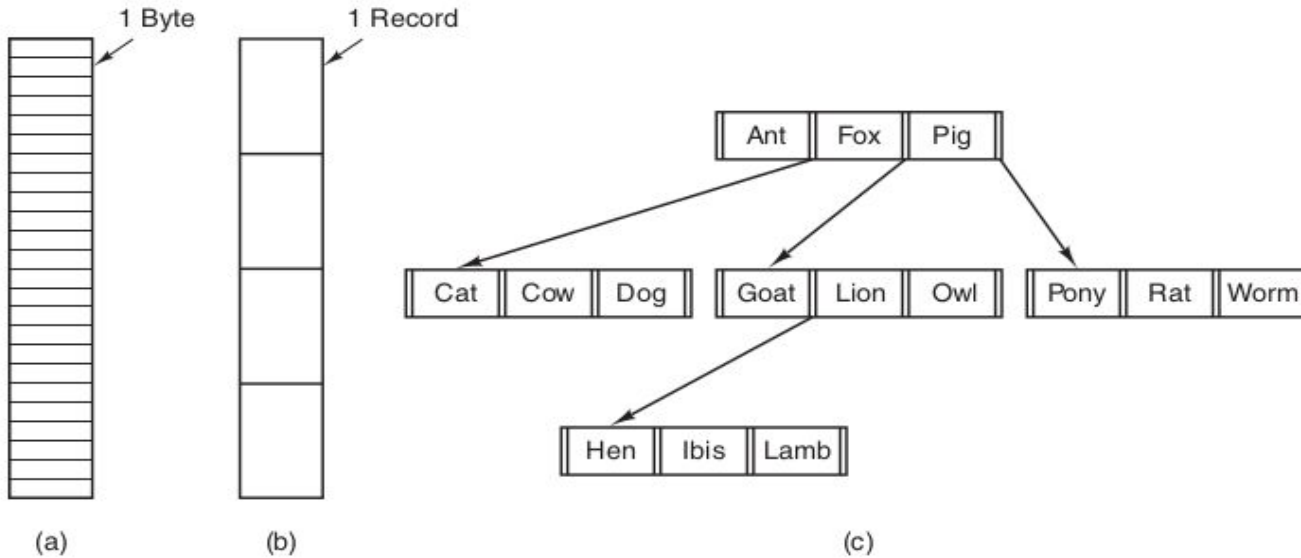 1 Byte
1 Record
Ant Fox Pig
Cat Cow Dog
Goat Lion Owl
Pony Rat Worm
Hen Ibis Lamb
(a)
(b)
(c)